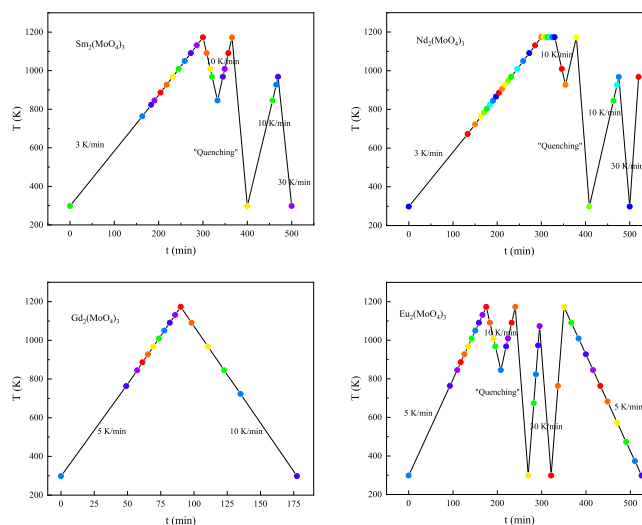 Sm2(MoO4)3
T (K)
1200
1000
800
600
400
200
10 K/min
3 K/min
"Quenching"
10 K/min
30 K/min
0
100
200
300
400
500
t (min)
Nd2(MoO4)3
T (K)
1200
1000
800
600
400
200
10 K/min
3 K/min
"Quenching"
10 K/min
30 K/min
0
100
200
300
400
500
t (min)
Gd2(MoO4)3
T (K)
1200
1000
800
600
400
200
5 K/min
10 K/min
0
25
50
75
100
125
150
175
t (min)
Eu2(MoO4)3
T (K)
1200
1000
800
600
400
200
10 K/min
5 K/min
"Quenching"
30 K/min
5 K/min
0
100
200
300
400
500
t (min)